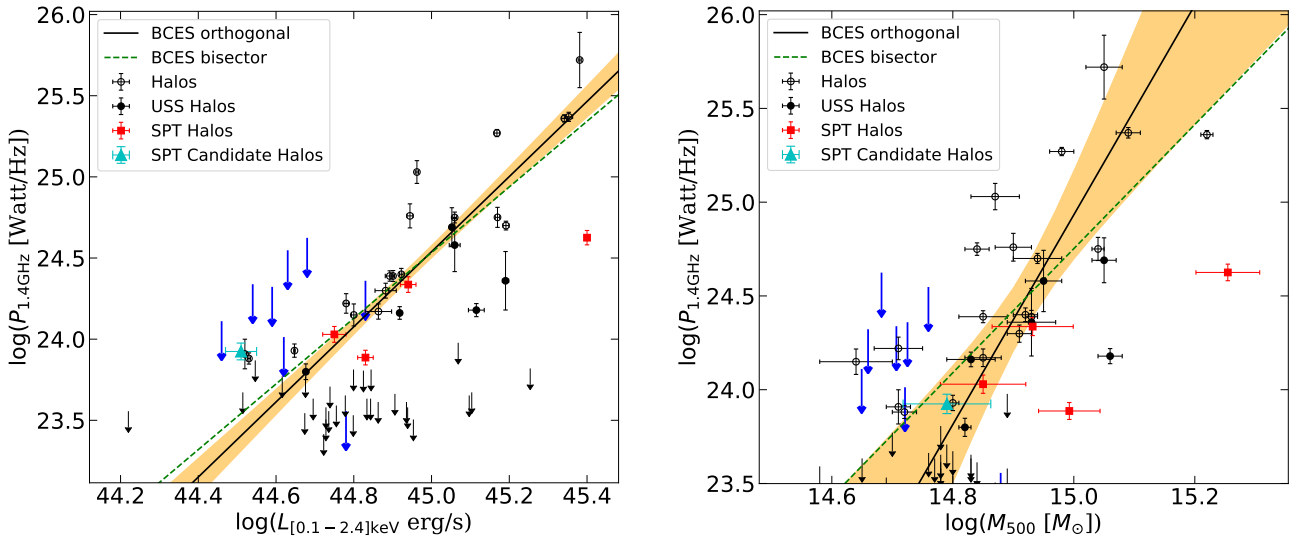 BCES orthogonal
BCES bisector
Halos
USS Halos
SPT Halos
SPT Candidate Halos
26.0
25.5
25.0
24.5
24.0
23.5
log(P1.4GHz [Watt/Hz])
44.2 44.4 44.6 44.8 45.0 45.2 45.4
log(L[0.1−2.4]keV erg/s)
BCES orthogonal
BCES bisector
Halos
USS Halos
SPT Halos
SPT Candidate Halos
26.0
25.5
25.0
24.5
24.0
23.5
log(P1.4GHz [Watt/Hz])
14.6 14.8 15.0 15.2
log(M500 [M⊙])